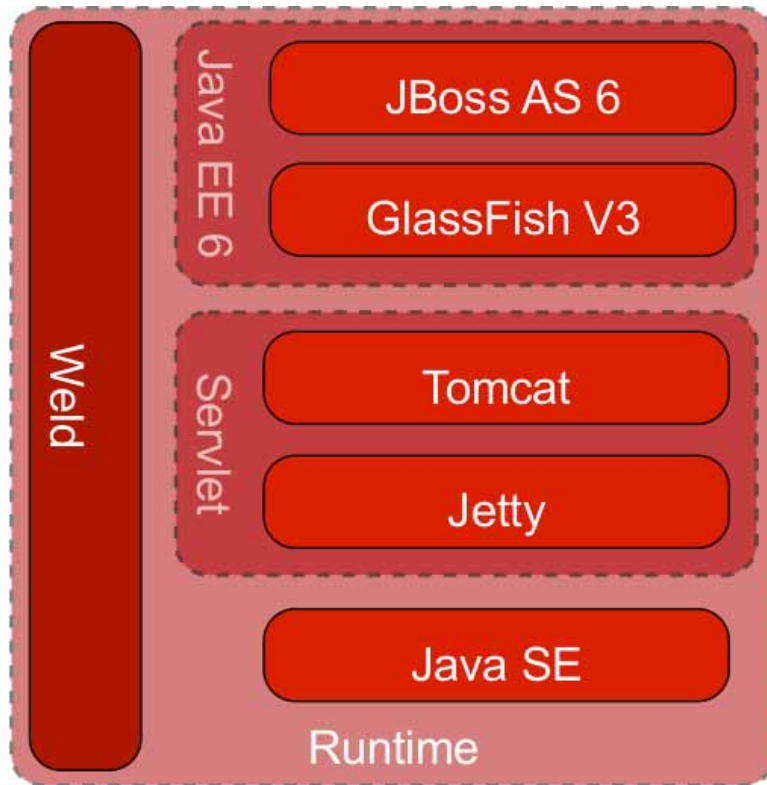 Weld
Java EE 6
JBoss AS 6
GlassFish V3
Servlet
Tomcat
Jetty
Java SE
Runtime